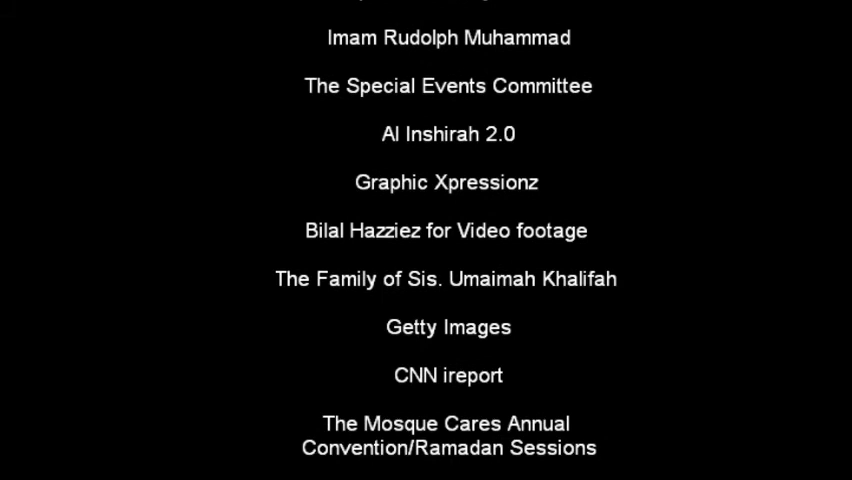 Imam Rudolph Muhammad
The Special Events Committee
Al Inshirah 2.0
Graphic Xpressionz
Bilal Hazziez for Video footage
The Family of Sis. Umaimah Khalifah
Getty Images
CNN ireport
The Mosque Cares Annual
Convention/Ramadan Sessions